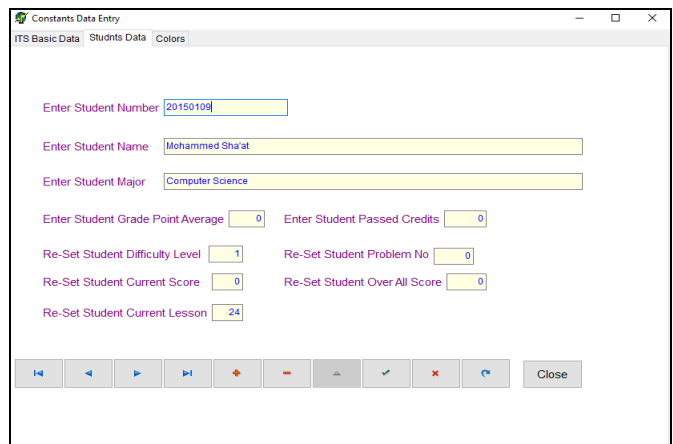 Constants Data Entry
ITS Basic Data Studnts Data Colors
Enter Student Number 20150109
Enter Student Name Mohammed Sha'at
Enter Student Major Computer Science
Enter Student Grade Point Average 0 Enter Student Passed Credits 0
Re-Set Student Difficulty Level 1 Re-Set Student Problem No 0
Re-Set Student Current Score 0 Re-Set Student Over All Score 0
Re-Set Student Current Lesson 24
Close